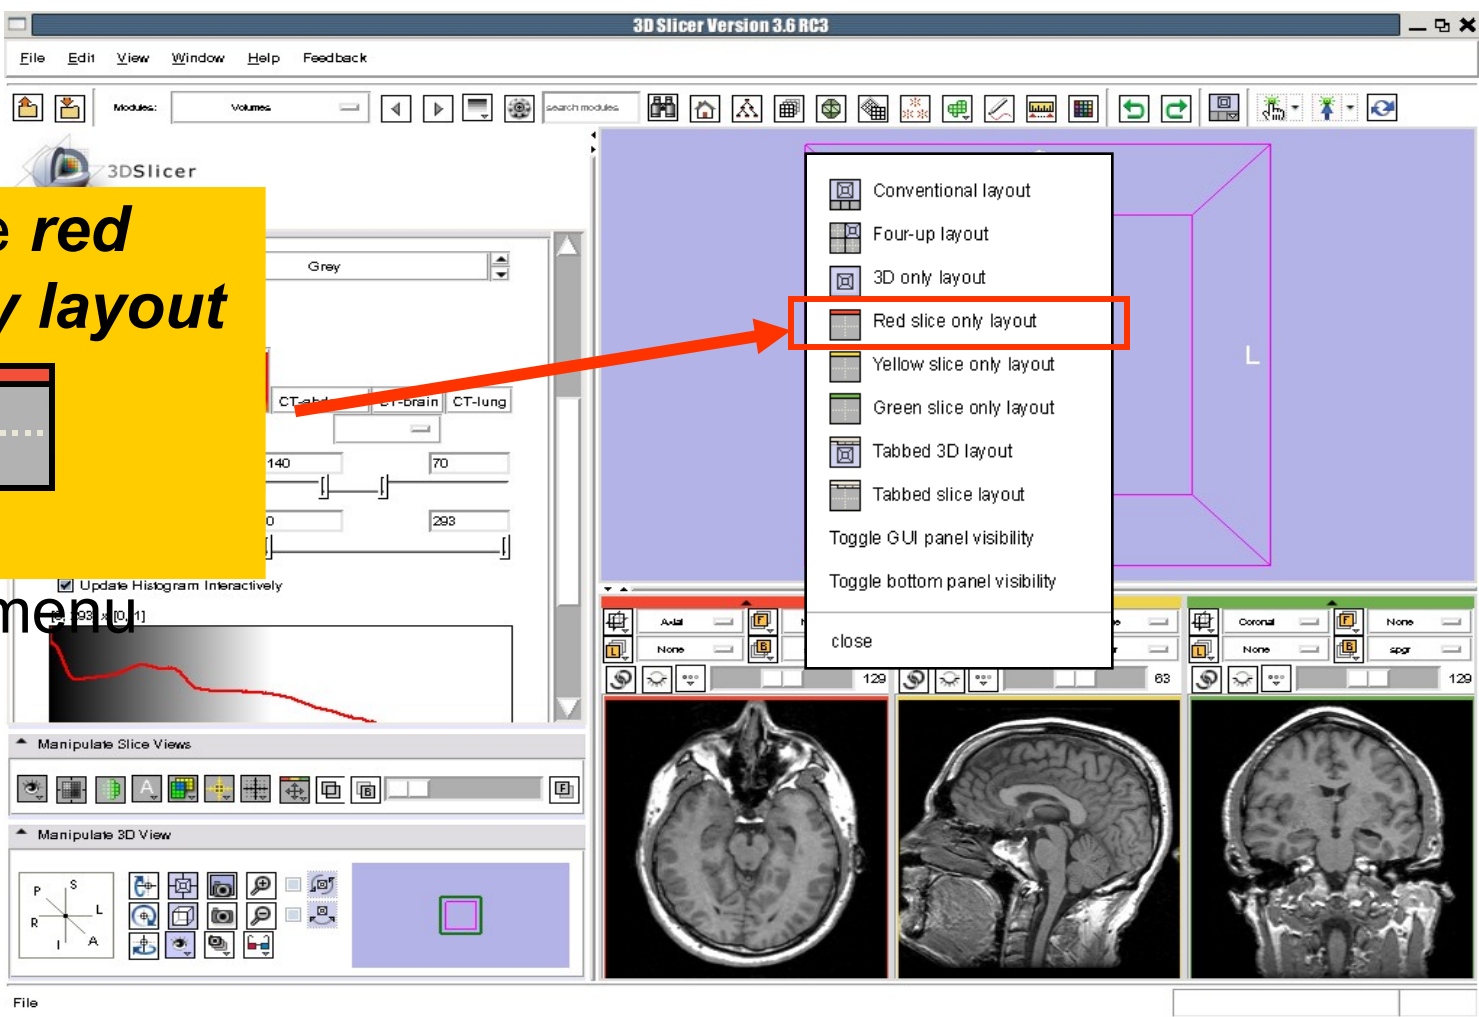 3D Slicer Version 3.6 RC3
File Edit View Window Help Feedback
Modules: Volumes search modules
3DSlicer
e red
y layout
menu
Grey
CT-brain CT-lung
140 70
0 293
Update Histogram Interactively
Conventional layout
Four-up layout
3D only layout
Red slice only layout
Yellow slice only layout
Green slice only layout
Tabbed 3D layout
Tabbed slice layout
Toggle GUI panel visibility
Toggle bottom panel visibility
close
L
Axial
None
129
63
Coronal None
None spgr
129
Manipulate Slice Views
Manipulate 3D View
P S
R L
I A
File